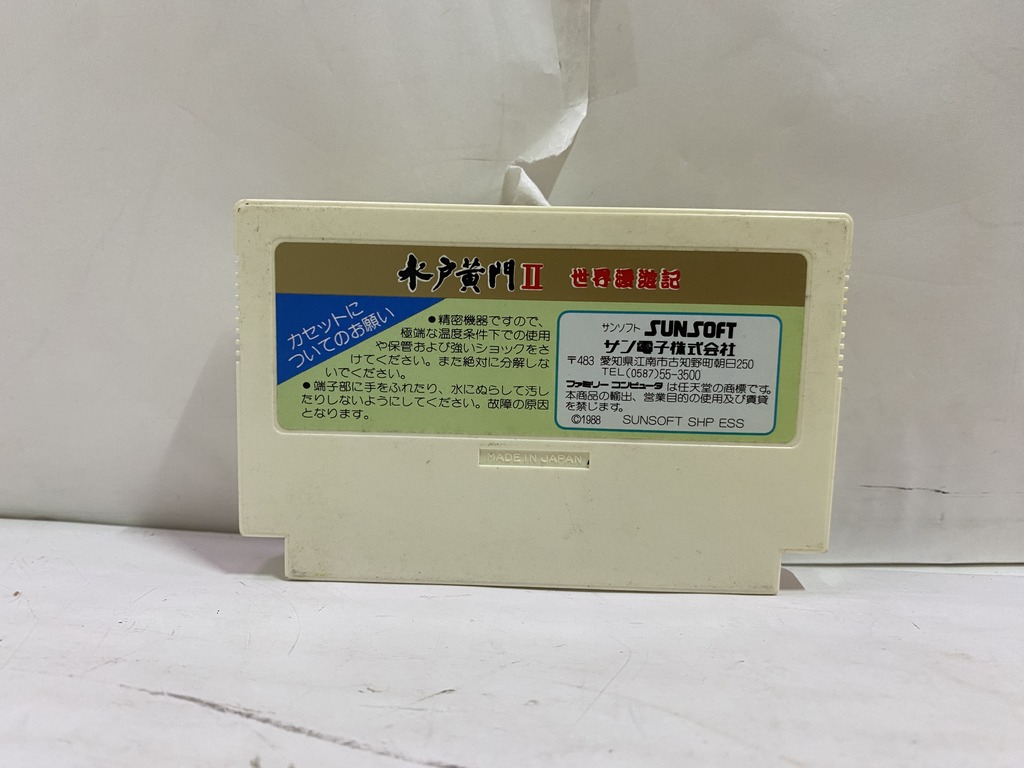 水戸黄門II 世界漫遊記
カセットに
ついてのお願い
●精密機器ですので、
極端な温度条件下での使用
や保管および強いショックをさ
けてください。また絶対に分解しな
いでください。
●端子部に手をふれたり、水にぬらして汚し
たりしないようにしてください。故障の原因
となります。
サンソフト SUNSOFT
サン電子株式会社
〒483 愛知県江南市古知野町朝日250
TEL(0587)55-3500
ファミリーコンピュータは任天堂の商標です。
本商品の輸出、営業目的の使用及び賃貸
を禁じます。
©1988 SUNSOFT SHP ESS
MADE IN JAPAN